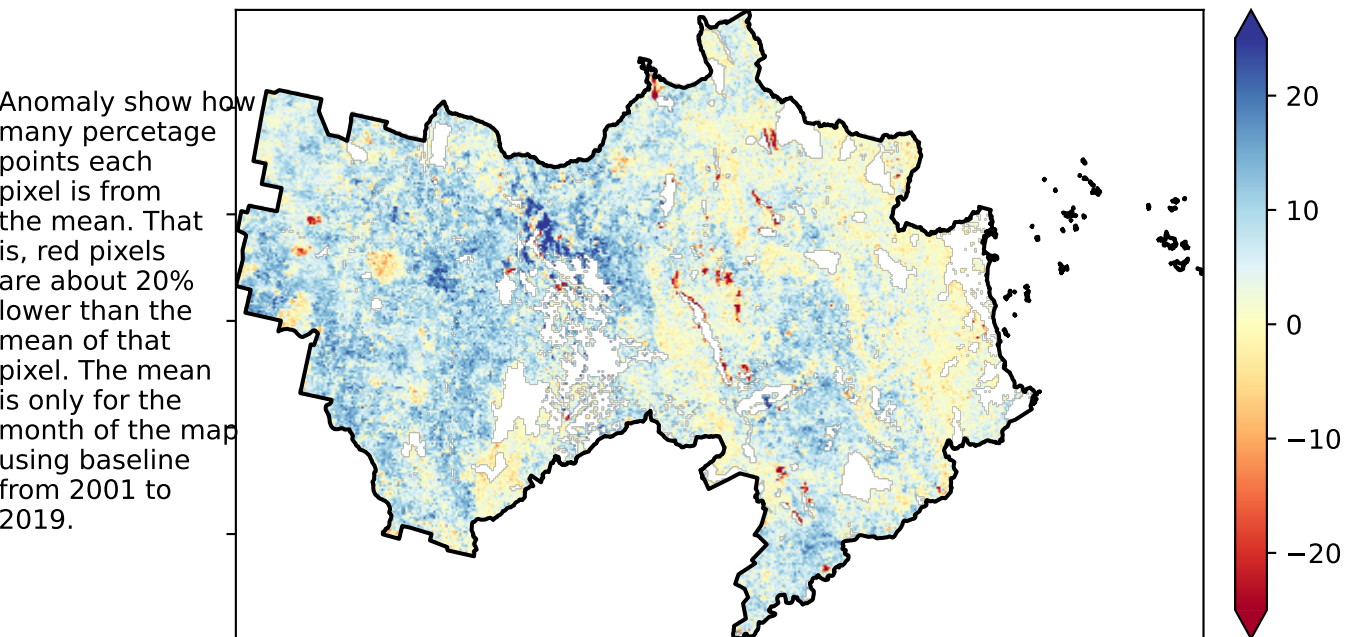 Anomaly show how
many percetage
points each
pixel is from
the mean. That
is, red pixels
are about 20%
lower than the
mean of that
pixel. The mean
is only for the
month of the map
using baseline
from 2001 to
2019.
20
10
0
−10
−20